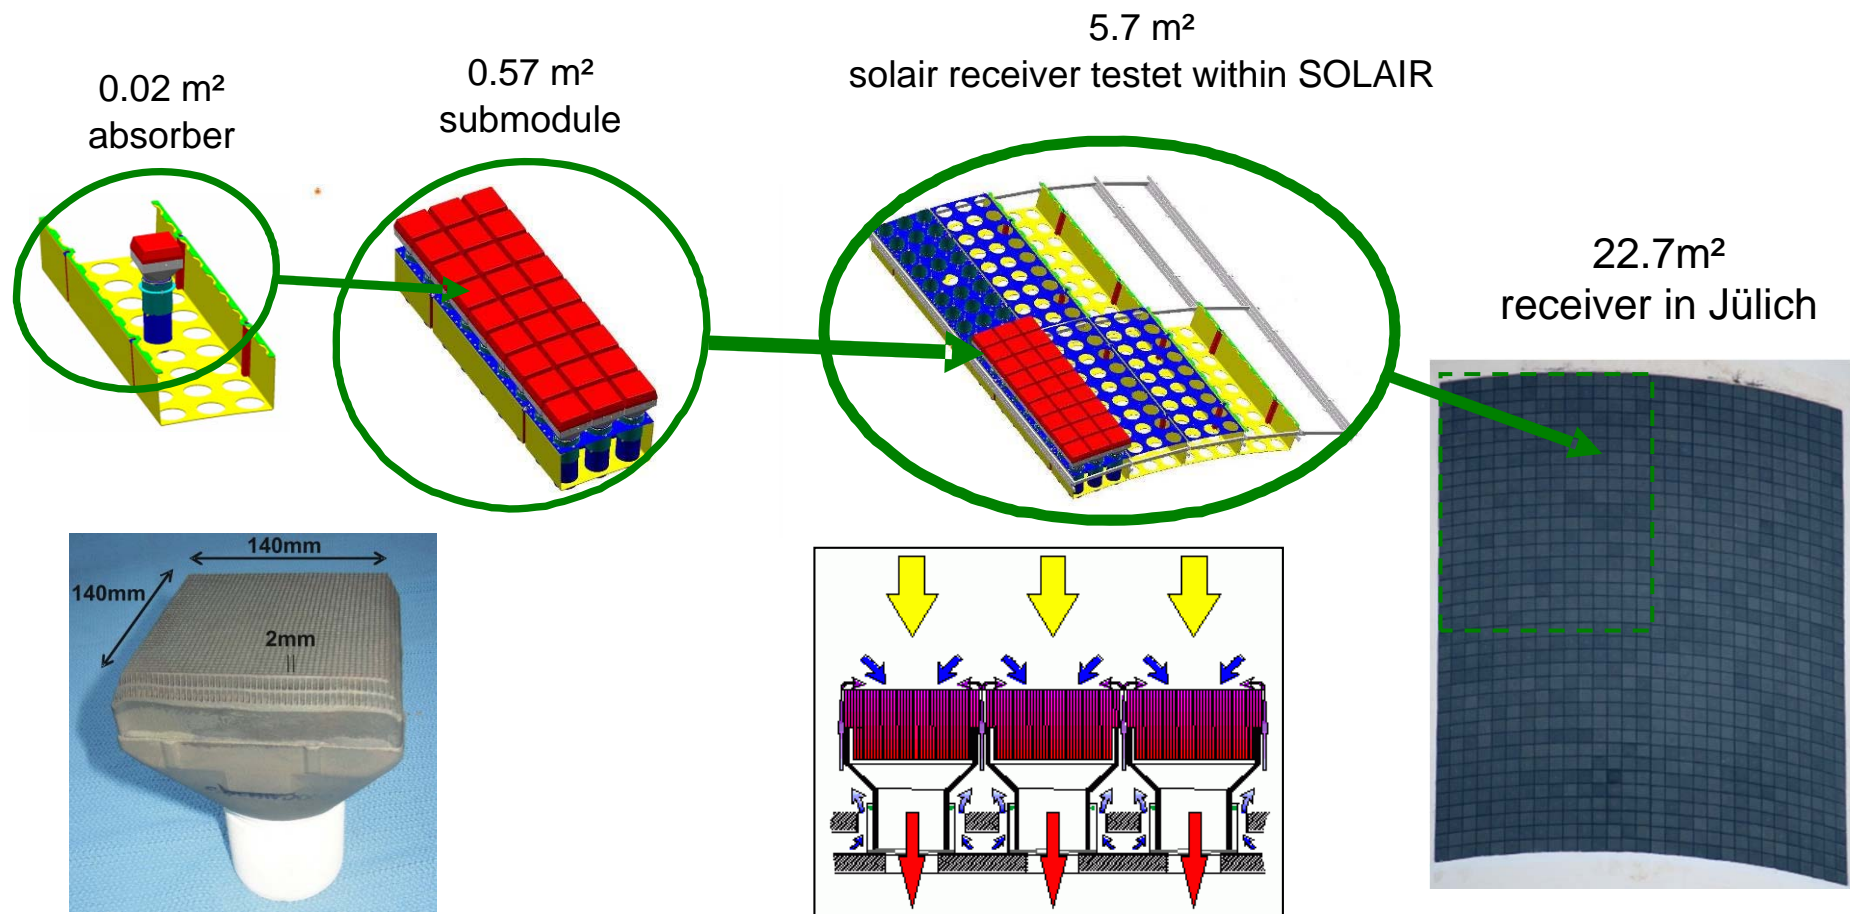 0.02 m²
absorber
0.57 m²
submodule
5.7 m²
solair receiver testet within SOLAIR
22.7m²
receiver in Jülich
140mm
140mm
2mm